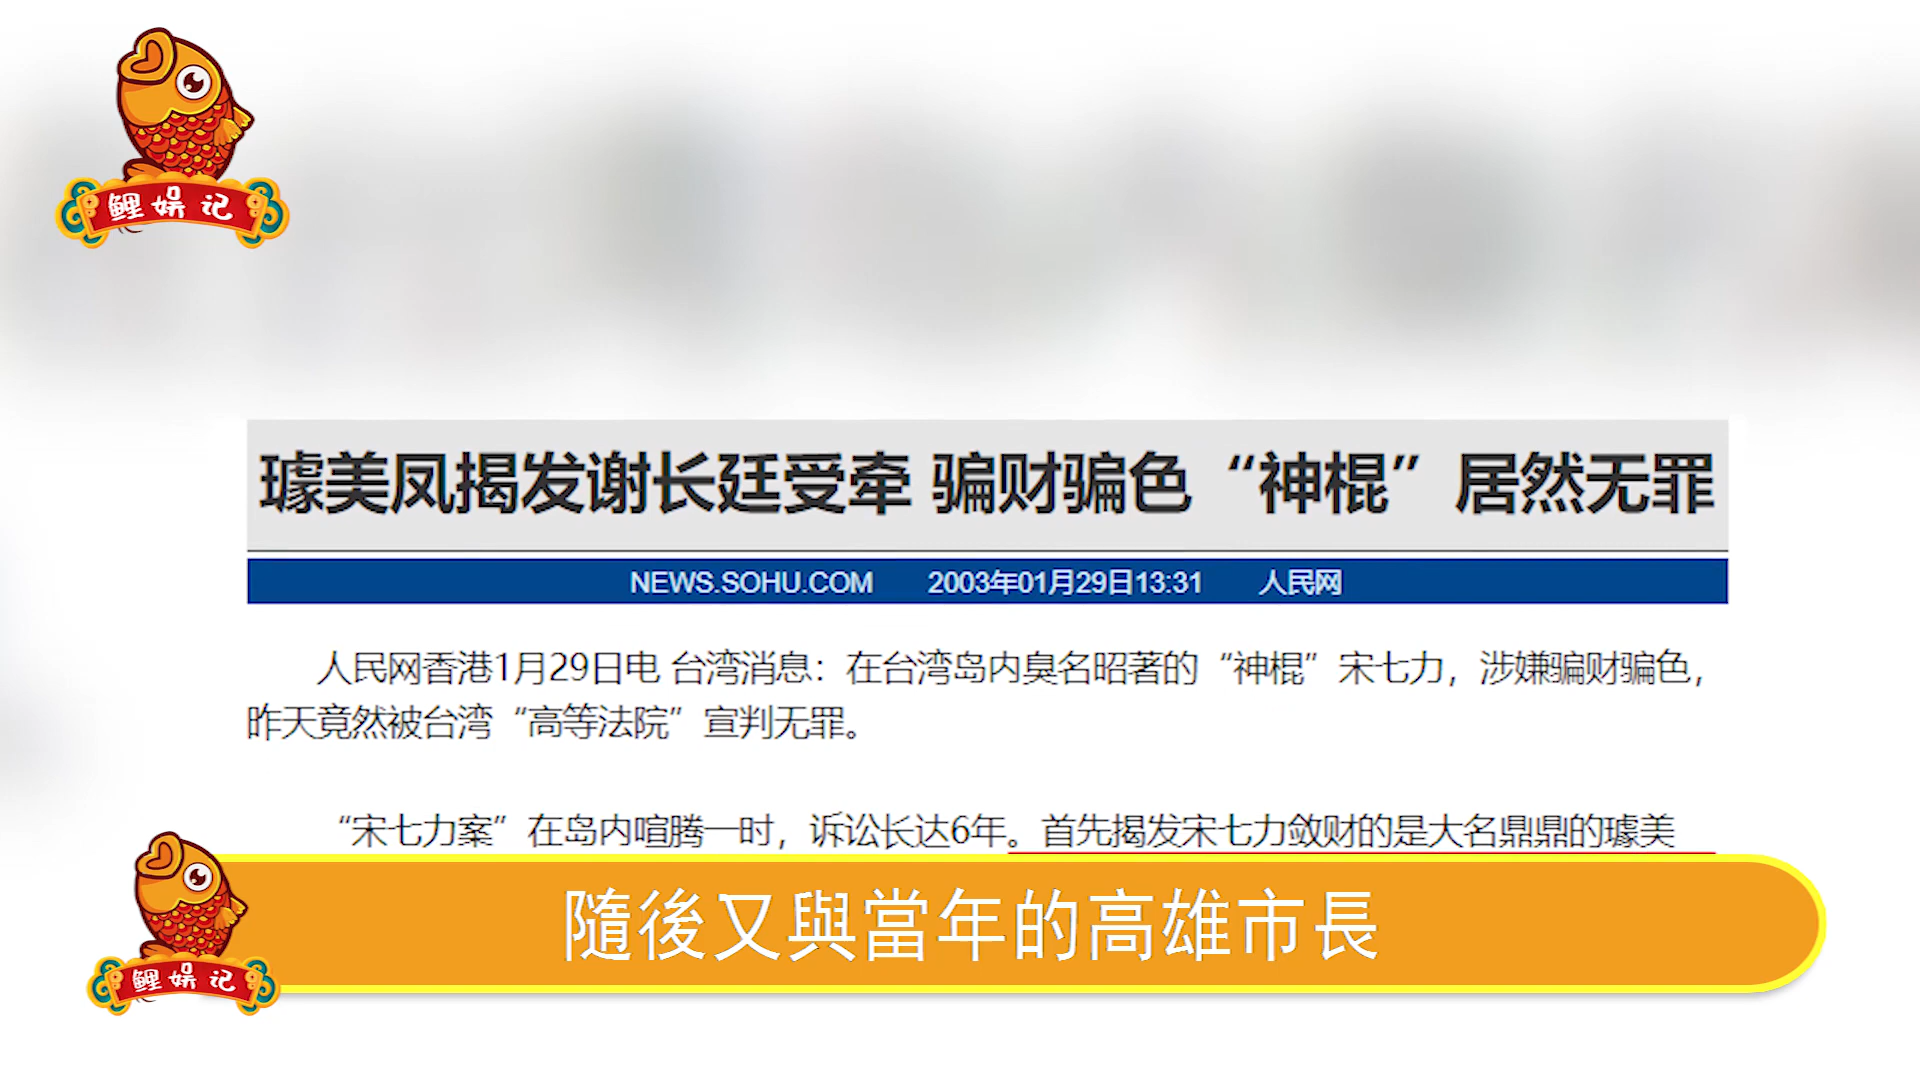 鲤娱记
璩美凤揭发谢长廷受牵 骗财骗色“神棍”居然无罪
NEWS.SOHU.COM 2003年01月29日13:31 人民网
人民网香港1月29日电 台湾消息：在台湾岛内臭名昭著的“神棍”宋七力，涉嫌骗财骗色，
昨天竟然被台湾“高等法院”宣判无罪。
“宋七力案”在岛内喧腾一时，诉讼长达6年。首先揭发宋七力敛财的是大名鼎鼎的璩美
隨後又與當年的高雄市長
鲤娱记